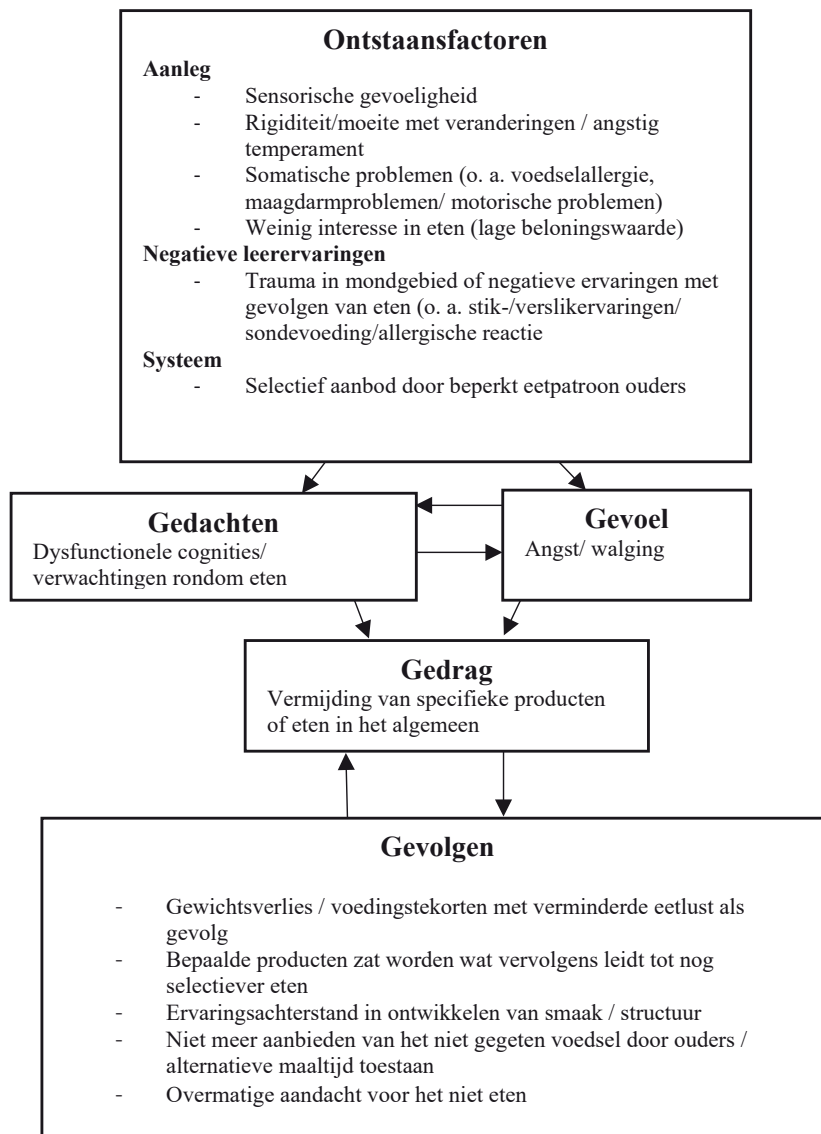 Ontstaansfactoren
Aanleg
- Sensorische gevoeligheid
- Rigiditeit/moeite met veranderingen / angstig
temperament
- Somatische problemen (o. a. voedselallergie,
maagdarmproblemen/ motorische problemen)
- Weinig interesse in eten (lage beloningswaarde)
Negatieve leerervaringen
- Trauma in mondgebied of negatieve ervaringen met
gevolgen van eten (o. a. stik-/verslikervaringen/
sondevoeding/allergische reactie
Systeem
- Selectief aanbod door beperkt eetpatroon ouders
Gedachten
Dysfunctionele cognities/
verwachtingen rondom eten
Gevoel
Angst/ walging
Gedrag
Vermijding van specifieke producten
of eten in het algemeen
Gevolgen
- Gewichtsverlies / voedingstekorten met verminderde eetlust als
gevolg
- Bepaalde producten zat worden wat vervolgens leidt tot nog
selectiever eten
- Ervaringsachterstand in ontwikkelen van smaak / structuur
- Niet meer aanbieden van het niet gegeten voedsel door ouders /
alternatieve maaltijd toestaan
- Overmatige aandacht voor het niet eten